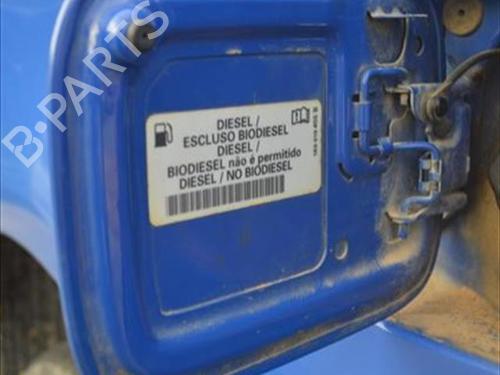 B-PARTS
DIESEL /
ESCLUSO BIODIESEL
DIESEL /
BIODIESEL não é permitido
DIESEL / NO BIODIESEL